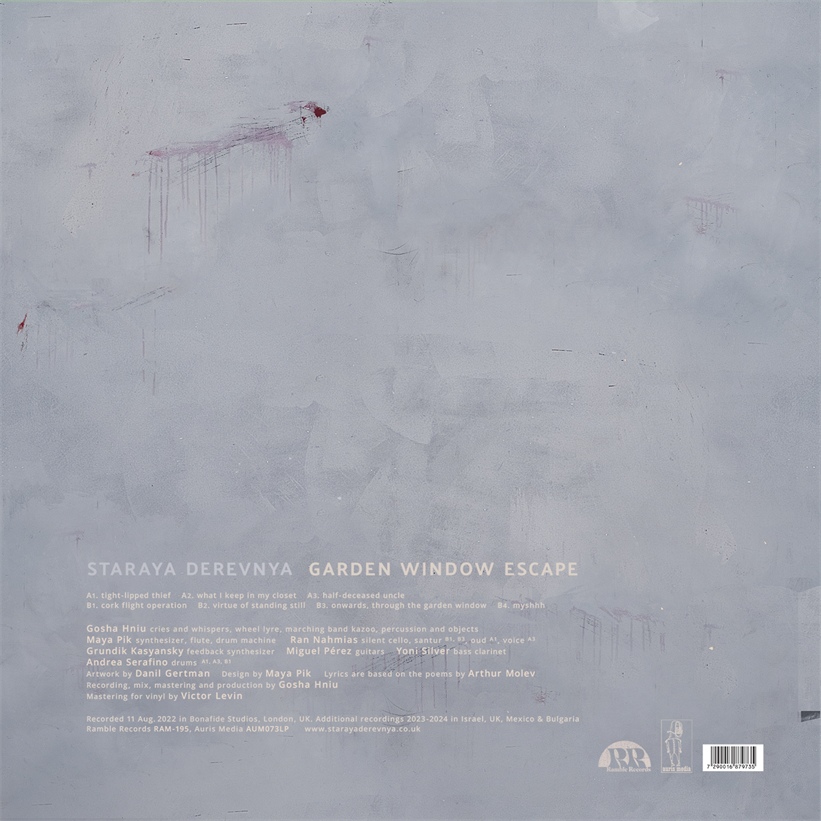 STARAYA DEREVNYA GARDEN WINDOW ESCAPE
A1. tight-lipped thief A2. what I keep in my closet A3. half-deceased uncle
B1. cork flight operation B2. virtue of standing still B3. onwards, through the garden window B4. myshhh
Gosha Hniu cries and whispers, wheel lyre, marching band kazoo, percussion and objects
Maya Pik synthesizer, flute, drum machine Ran Nahmias silent cello, santur B1, B3, oud A1, voice A3
Grundik Kasyansky feedback synthesizer Miguel Pérez guitars Yoni Silver bass clarinet
Andrea Serafino drums A1, A3, B1
Artwork by Danil Gertman Design by Maya Pik Lyrics are based on the poems by Arthur Molev
Recording, mix, mastering and production by Gosha Hniu
Mastering for vinyl by Victor Levin
Recorded 11 Aug. 2022 in Bonafide Studios, London, UK. Additional recordings 2023-2024 in Israel, UK, Mexico & Bulgaria
Ramble Records RAM-195, Auris Media AUM073LP www.starayaderevnya.co.uk
RR
Ramble Records
auris media
7290016879735